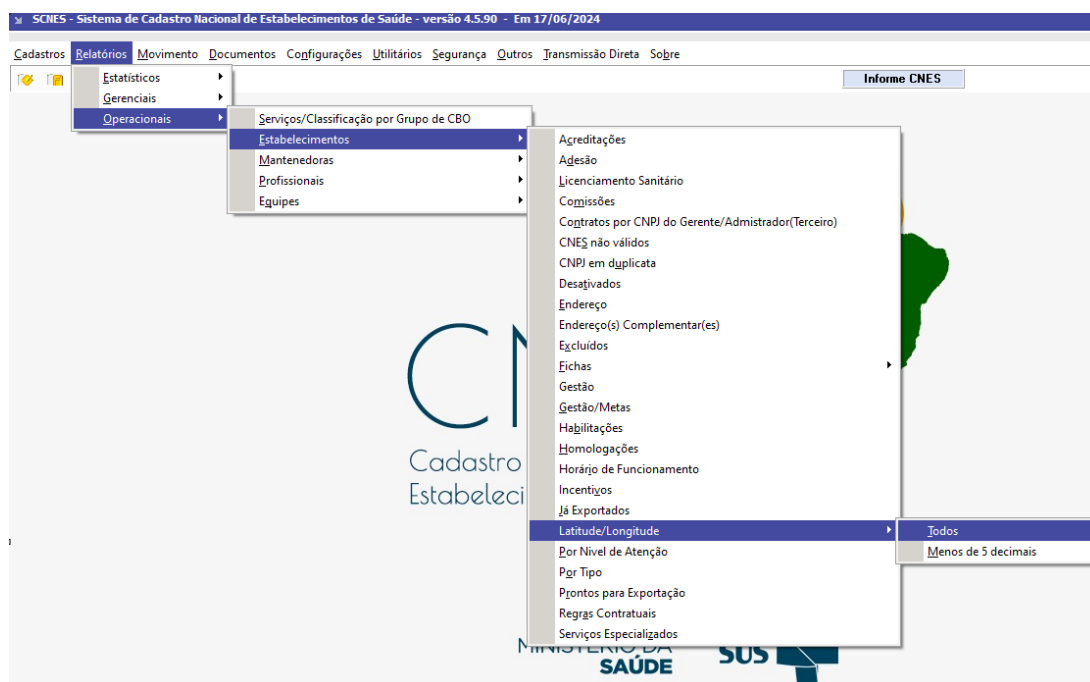 SCNES - Sistema de Cadastro Nacional de Estabelecimentos de Saúde - versão 4.5.90 - Em 17/06/2024
Cadastros Relatórios Movimento Documentos Configurações Utilitários Segurança Outros Transmissão Direta Sobre
Estatísticos
Informe CNES
Gerenciais
Operacionais
Serviços/Classificação por Grupo de CBO
Estabelecimentos
Mantenedoras
Profissionais
Equipes
Acreditações
Adesão
Licenciamento Sanitário
Comissões
Contratos por CNPJ do Gerente/Admistrador(Terceiro)
CNES não válidos
CNPJ em duplicata
Desativados
Endereço
Endereço(s) Complementar(es)
Excluídos
Fichas
Gestão
Gestão/Metas
Habilitações
Homologações
Horário de Funcionamento
Incentivos
Já Exportados
Latitude/Longitude
Todos
Menos de 5 decimais
Por Nivel de Atenção
Por Tipo
Prontos para Exportação
Regras Contratuais
Serviços Especializados
Cadastro
SAÚDE
SUS